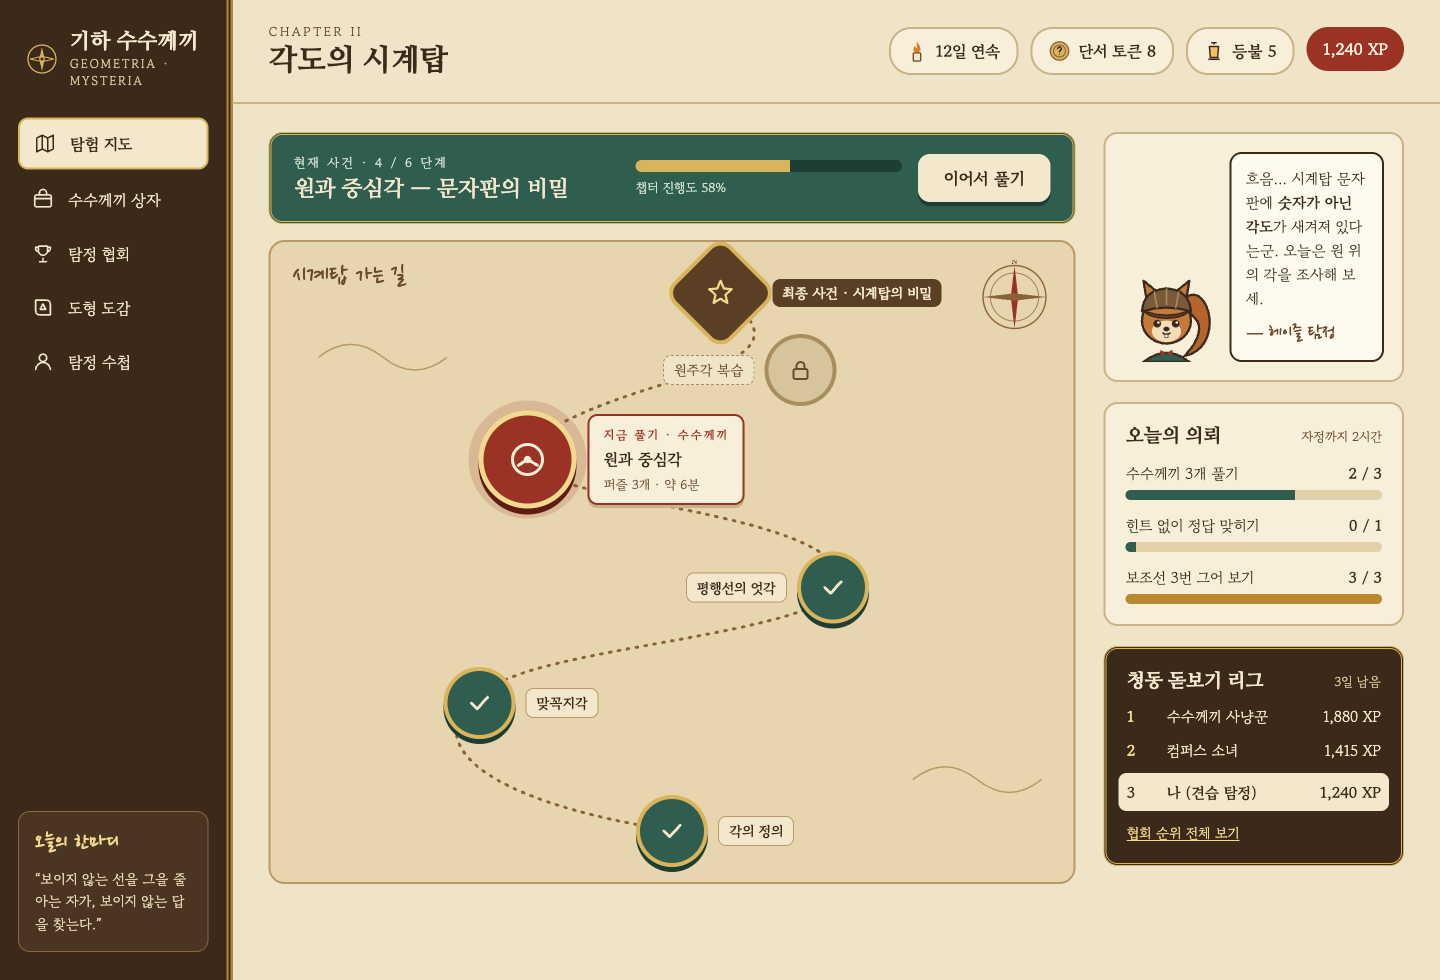 기하 수수께끼
GEOMETRIA ·
MYSTERIA
탐험 지도
수수께끼 상자
탐정 협회
도형 도감
탐정 수첩
오늘의 한마디
“보이지 않는 선을 그을 줄
아는 자가, 보이지 않는 답
을 찾는다.”
CHAPTER II
각도의 시계탑
12일 연속
단서 토큰 8
등불 5
1,240 XP
현재 사건 · 4 / 6 단계
원과 중심각 — 문자판의 비밀
챕터 진행도 58%
이어서 풀기
시계탑 가는 길
최종 사건 · 시계탑의 비밀
N
원주각 복습
지금 풀기 · 수수께끼
원과 중심각
퍼즐 3개 · 약 6분
평행선의 엇각
맞꼭지각
각의 정의
흐음... 시계탑 문자
판에 숫자가 아닌
각도가 새겨져 있다
는군. 오늘은 원 위
의 각을 조사해 보
세.
— 헤이즐 탐정
오늘의 의뢰
자정까지 2시간
수수께끼 3개 풀기
2 / 3
힌트 없이 정답 맞히기
0 / 1
보조선 3번 그어 보기
3 / 3
청동 돋보기 리그
3일 남음
1 수수께끼 사냥꾼 1,880 XP
2 컴퍼스 소녀 1,415 XP
3 나 (견습 탐정) 1,240 XP
협회 순위 전체 보기